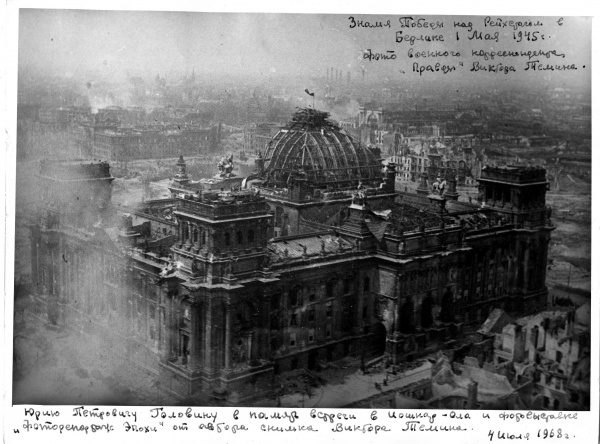 Знамя Победы над Рейхстагом в
Берлине 1 Мая 1945г.
фото военного корреспондента
„Правды" Виктора Темина.
Юрию Петровичу Головину в память встречи в Йошкар-Ола и фотовыставке
„Фоторепортаж Эпохи" от автора снимка Виктора Темина.
4 июля 1968 г.